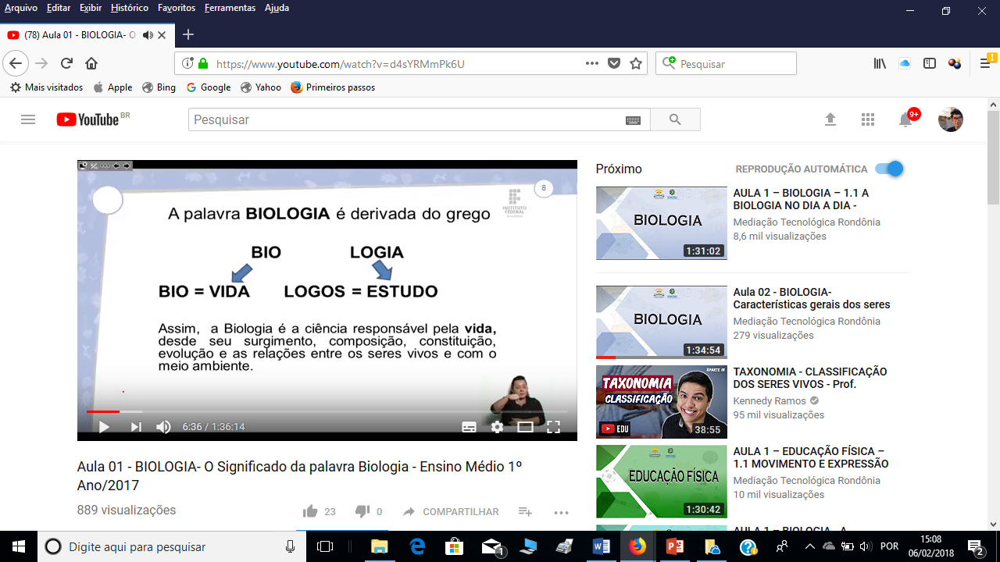 Arquivo Editar Exibir Histórico Favoritos Ferramentas Ajuda
(78) Aula 01 - BIOLOGIA- O
https://www.youtube.com/watch?v=d4sYRMmPk6U
Pesquisar
Mais visitados Apple Bing Google Yahoo Primeiros passos
YouTube BR
Pesquisar
9+
8
INSTITUTO
FEDERAL
A palavra BIOLOGIA é derivada do grego
BIO LOGIA
BIO = VIDA LOGOS = ESTUDO
Assim, a Biologia é a ciência responsável pela vida,
desde seu surgimento, composição, constituição,
evolução e as relações entre os seres vivos e com o
meio ambiente.
6:36 / 1:36:14
Aula 01 - BIOLOGIA- O Significado da palavra Biologia - Ensino Médio 1º
Ano/2017
889 visualizações
23 0 COMPARTILHAR
Próximo REPRODUÇÃO AUTOMÁTICA
BIOLOGIA
1:31:02
AULA 1 – BIOLOGIA – 1.1 A
BIOLOGIA NO DIA A DIA -
Mediação Tecnológica Rondônia
8,6 mil visualizações
BIOLOGIA
1:34:54
Aula 02 - BIOLOGIA-
Características gerais dos seres
Mediação Tecnológica Rondônia
279 visualizações
#PARTE 01
TAXONOMIA
CLASSIFICAÇÃO
EDU
38:55
TAXONOMIA - CLASSIFICAÇÃO
DOS SERES VIVOS - Prof.
Kennedy Ramos
95 mil visualizações
EDUCAÇÃO FÍSICA
1:30:42
AULA 1 – EDUCAÇÃO FÍSICA –
1.1 MOVIMENTO E EXPRESSÃO
Mediação Tecnológica Rondônia
10 mil visualizações
AULA 1 – BIOLOGIA - A
Digite aqui para pesquisar
1
POR
15:08
06/02/2018
2